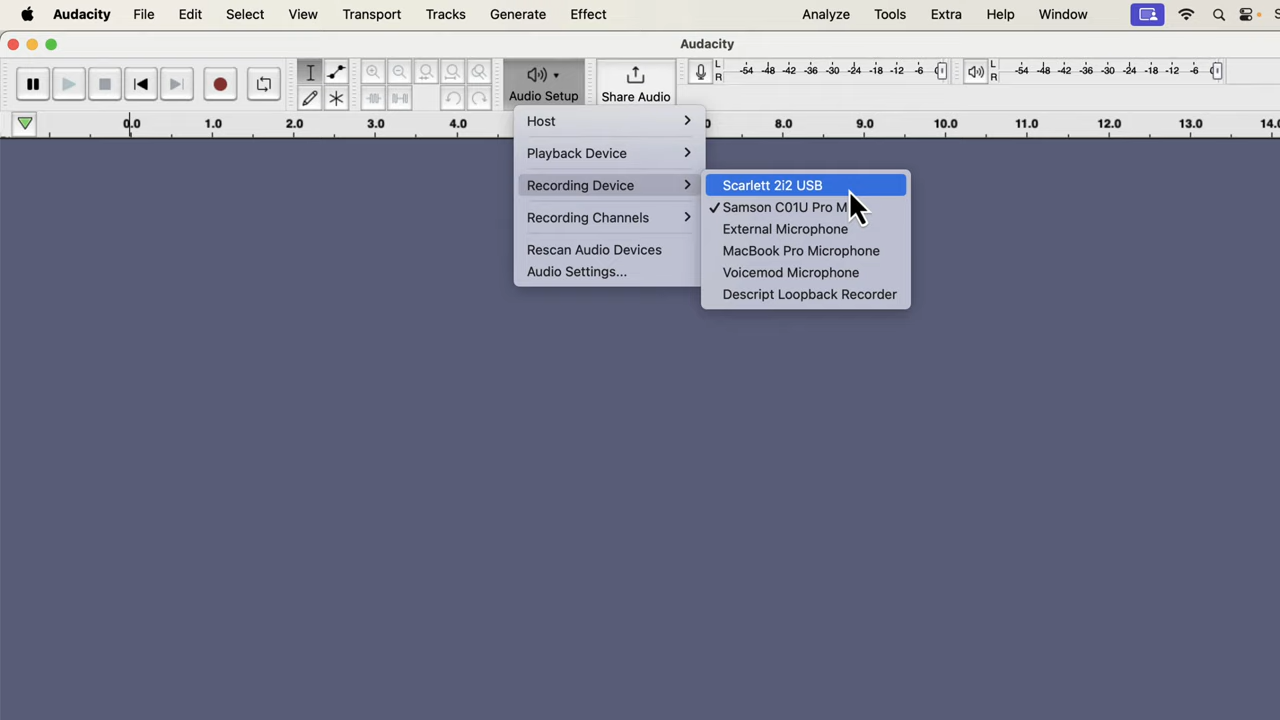 Audacity File Edit Select View Transport Tracks Generate Effect Analyze Tools Extra Help Window
Audacity
Audio Setup
Share Audio
L
R
-54 -48 -42 -36 -30 -24 -18 -12 -6
L
R
-54 -48 -42 -36 -30 -24 -18 -12 -6
0.0 1.0 2.0 3.0 4.0 8.0 9.0 10.0 11.0 12.0 13.0
Host
Playback Device
Recording Device
Recording Channels
Rescan Audio Devices
Audio Settings...
Scarlett 2i2 USB
✓ Samson C01U Pro
External Microphone
MacBook Pro Microphone
Voicemod Microphone
Descript Loopback Recorder